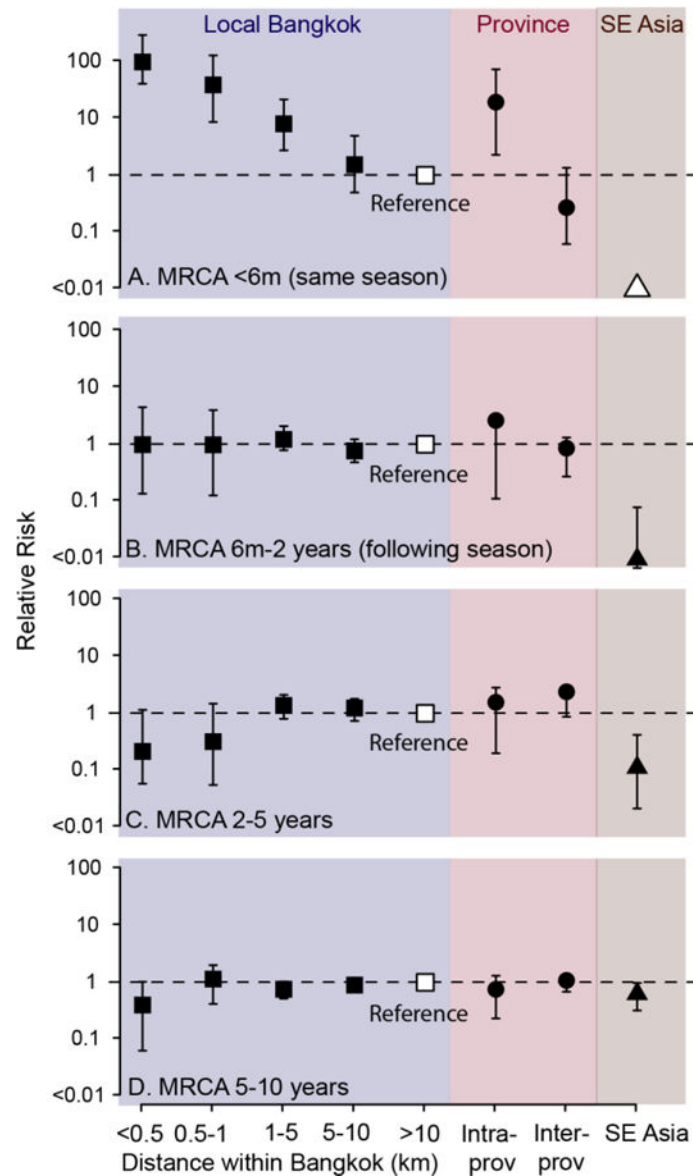 Local Bangkok Province SE Asia
100
10
1
Reference
0.1
<0.01
A. MRCA <6m (same season)
100
10
1
Reference
0.1
<0.01
B. MRCA 6m-2 years (following season)
Relative Risk
100
10
1
Reference
0.1
<0.01
C. MRCA 2-5 years
100
10
1
Reference
0.1
<0.01
D. MRCA 5-10 years
<0.5 0.5-1 1-5 5-10 >10 Intra- Inter- SE Asia
Distance within Bangkok (km) prov prov